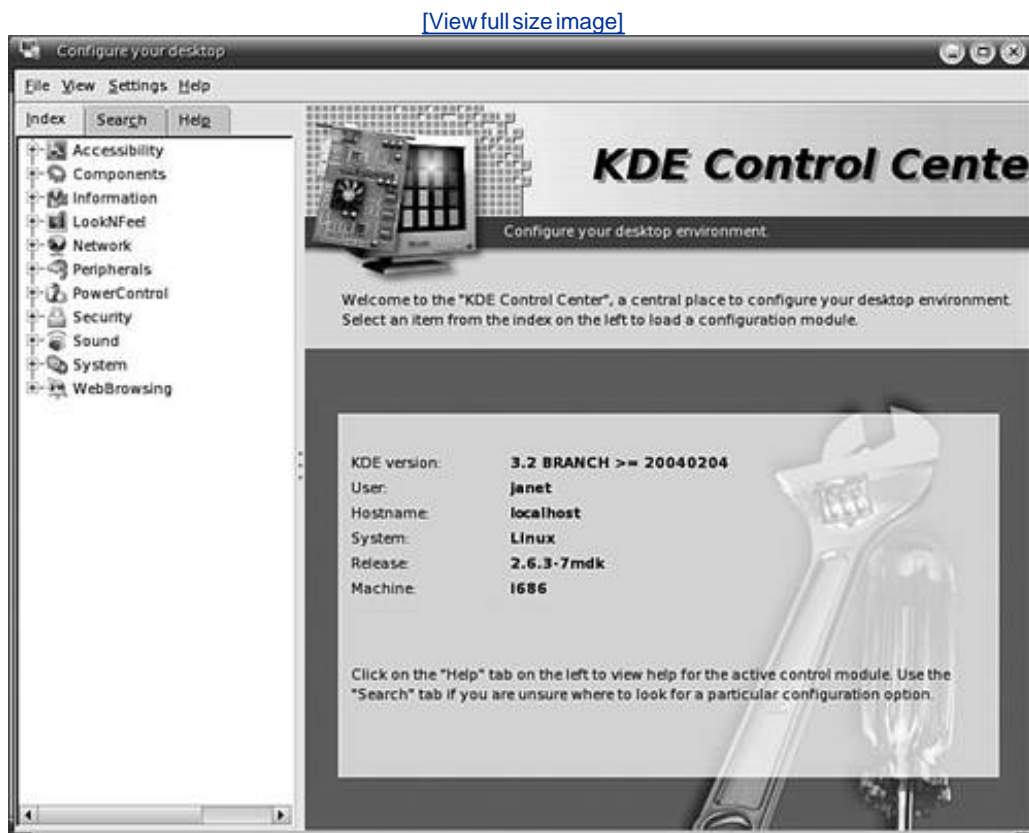 [View full size image]
Configure your desktop
File View Settings Help
Index Search Help
Accessibility
Components
Information
LookNFeel
Network
Peripherals
PowerControl
Security
Sound
System
WebBrowsing
KDE Control Cente
Configure your desktop environment.
Welcome to the "KDE Control Center", a central place to configure your desktop environment.
Select an item from the index on the left to load a configuration module.
KDE version: 3.2 BRANCH >= 20040204
User: janet
Hostname: localhost
System: Linux
Release: 2.6.3-7mdk
Machine: i686
Click on the "Help" tab on the left to view help for the active control module. Use the
"Search" tab if you are unsure where to look for a particular configuration option.